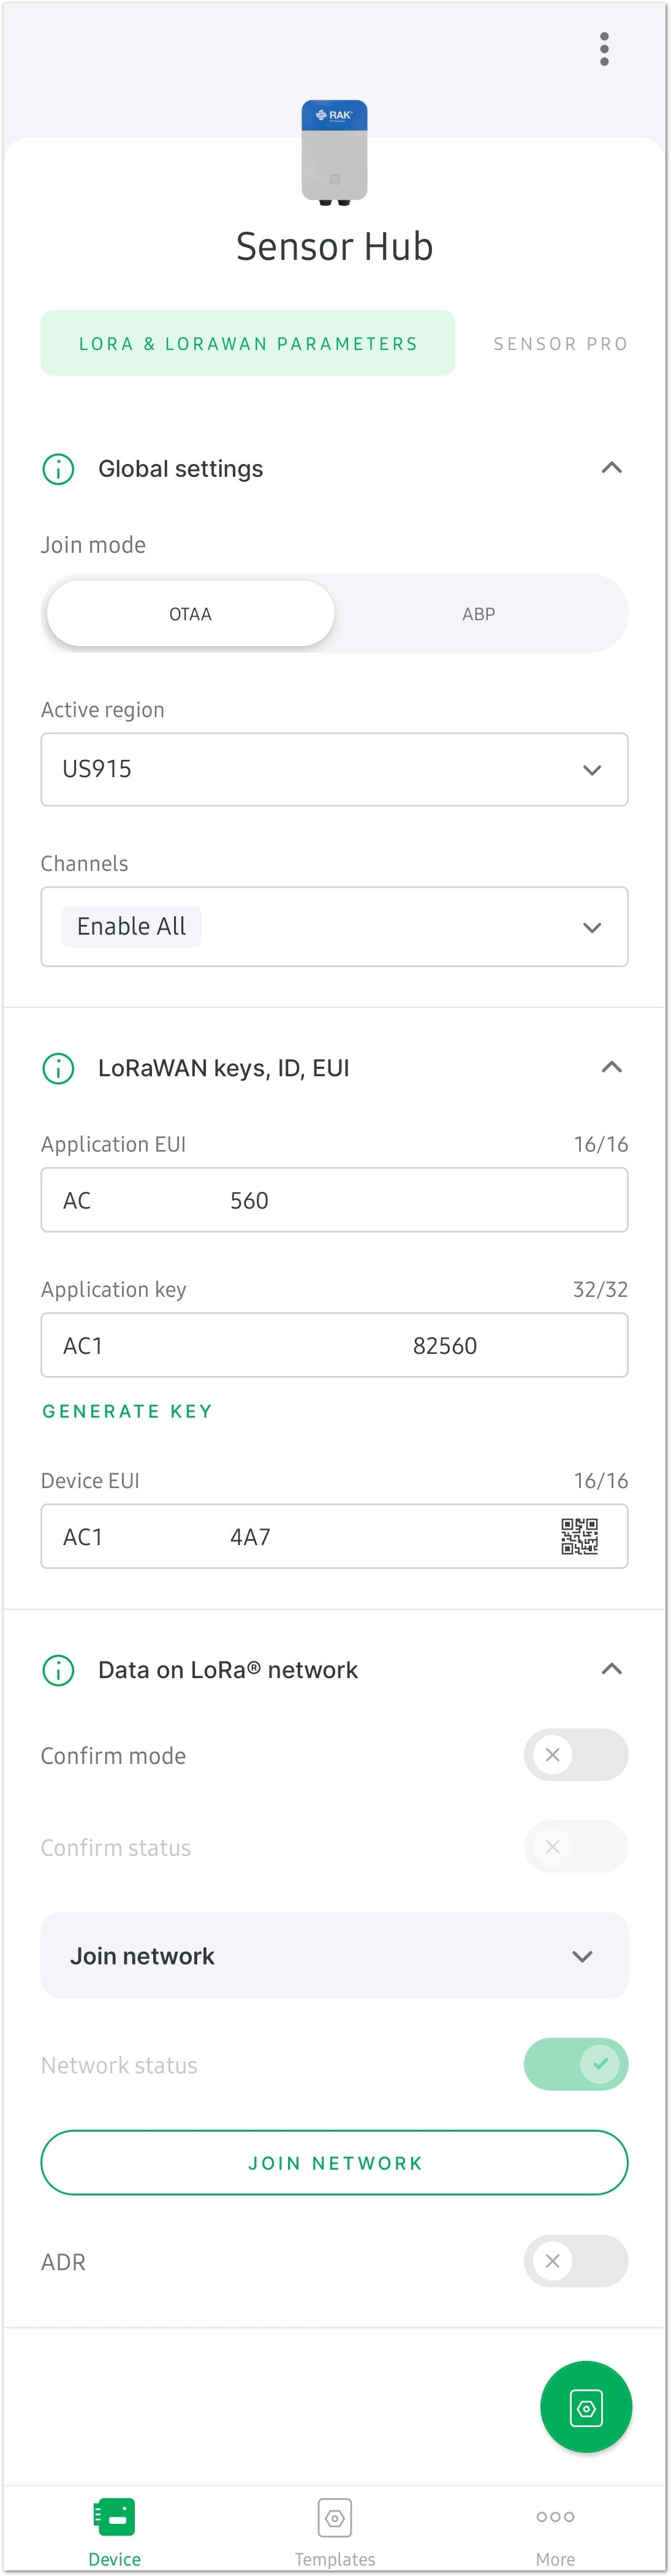 RAK
Sensor Hub
LORA & LORAWAN PARAMETERS SENSOR PRO
Global settings
Join mode
OTAA ABP
Active region
US915
Channels
Enable All
LoRaWAN keys, ID, EUI
Application EUI 16/16
AC 560
Application key 32/32
AC1 82560
GENERATE KEY
Device EUI 16/16
AC1 4A7
Data on LoRa® network
Confirm mode
Confirm status
Join network
Network status
JOIN NETWORK
ADR
Device Templates More